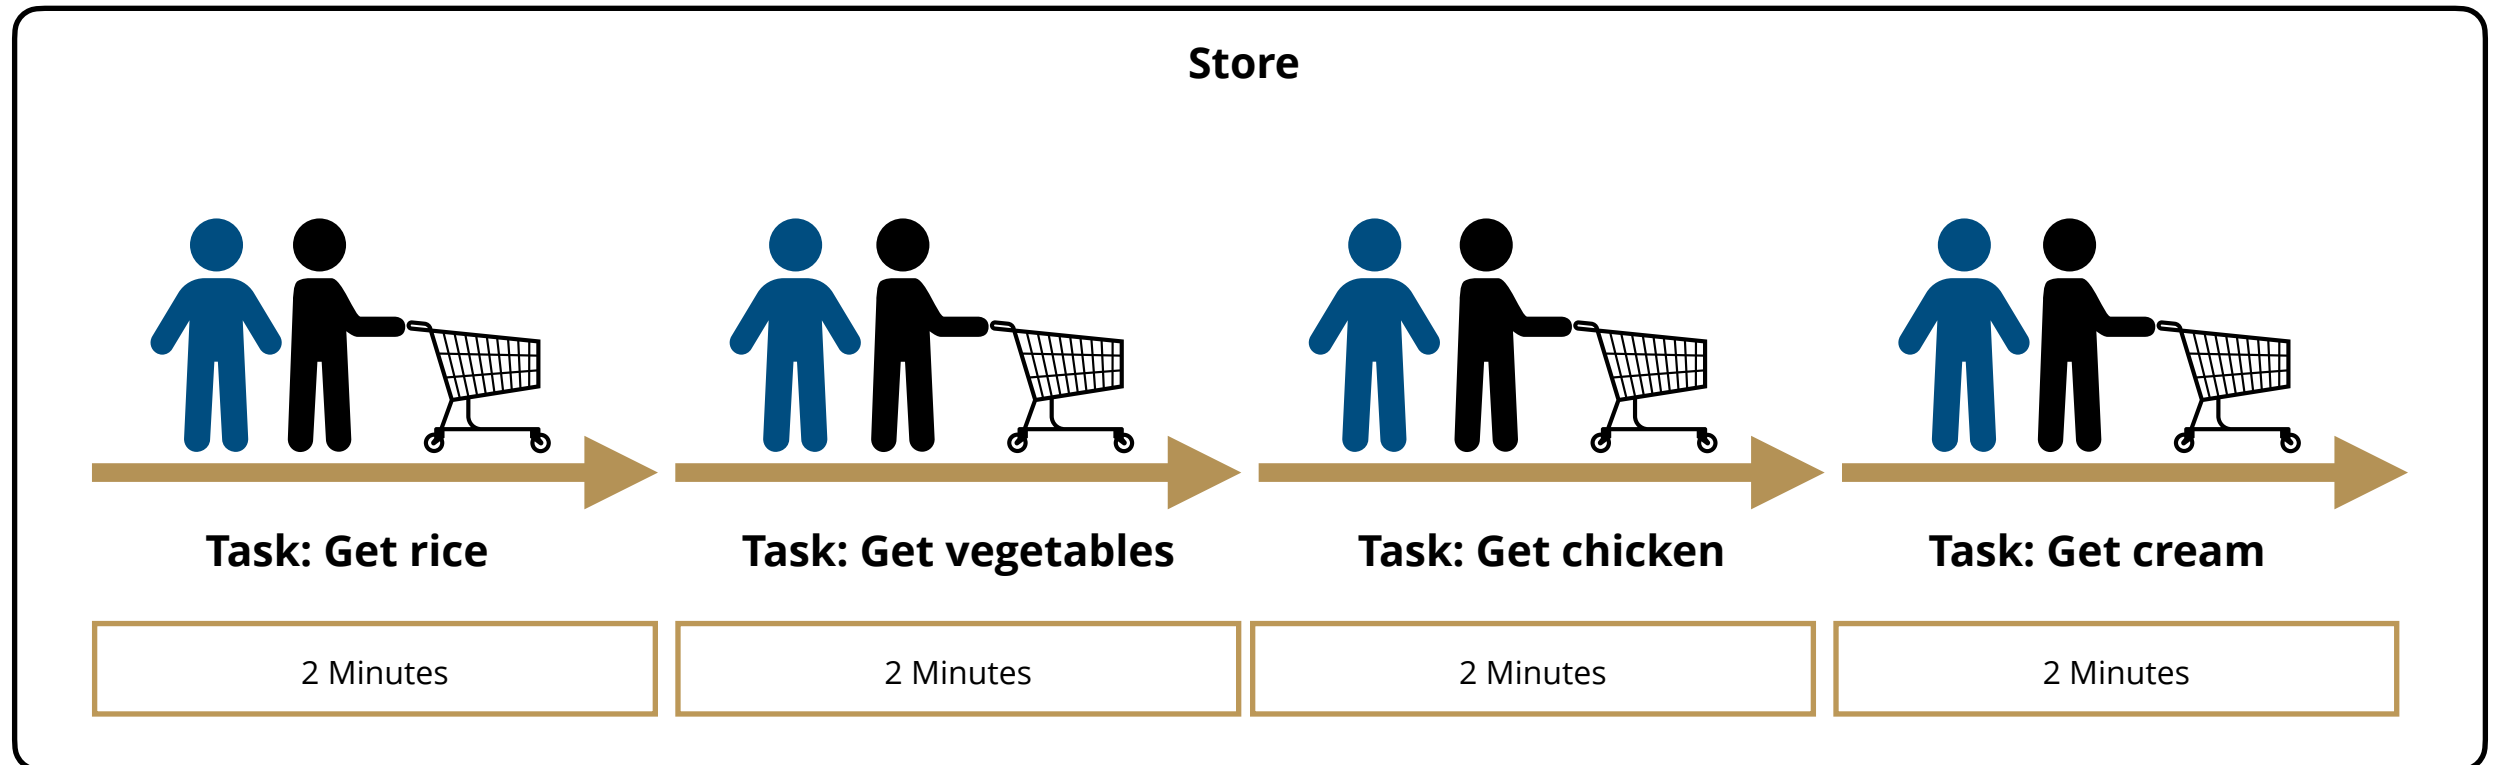 Store
Task: Get rice
Task: Get vegetables
Task: Get chicken
Task: Get cream
2 Minutes
2 Minutes
2 Minutes
2 Minutes